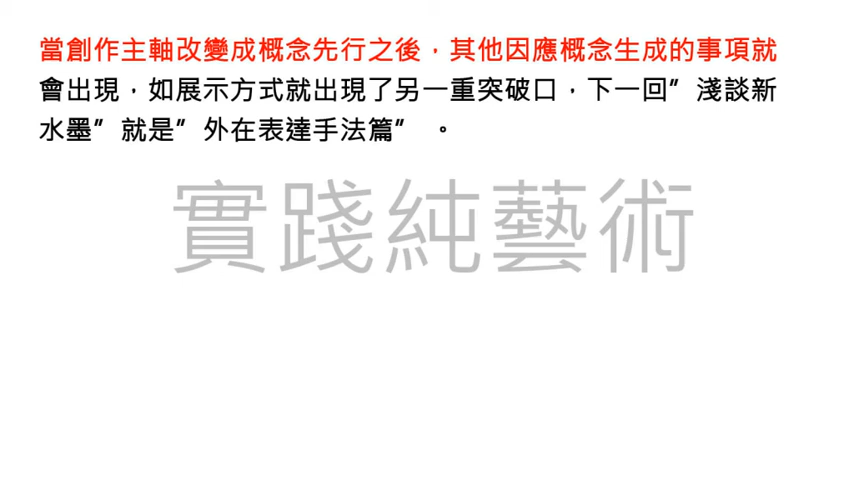 當創作主軸改變成概念先行之後，其他因應概念生成的事項就
會出現，如展示方式就出現了另一重突破口，下一回”淺談新
水墨”就是”外在表達手法篇” 。
實踐純藝術